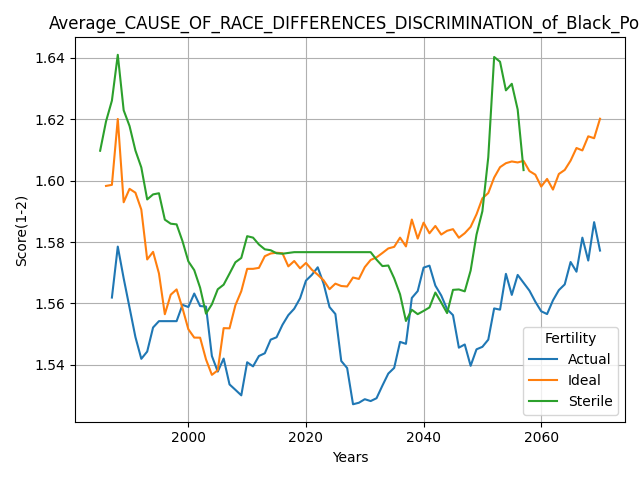 Average_CAUSE_OF_RACE_DIFFERENCES_DISCRIMINATION_of_Black_Po
1.64
1.62
1.60
1.58
1.56
1.54
Score(1-2)
2000 2020 2040 2060
Years
Fertility
Actual
Ideal
Sterile